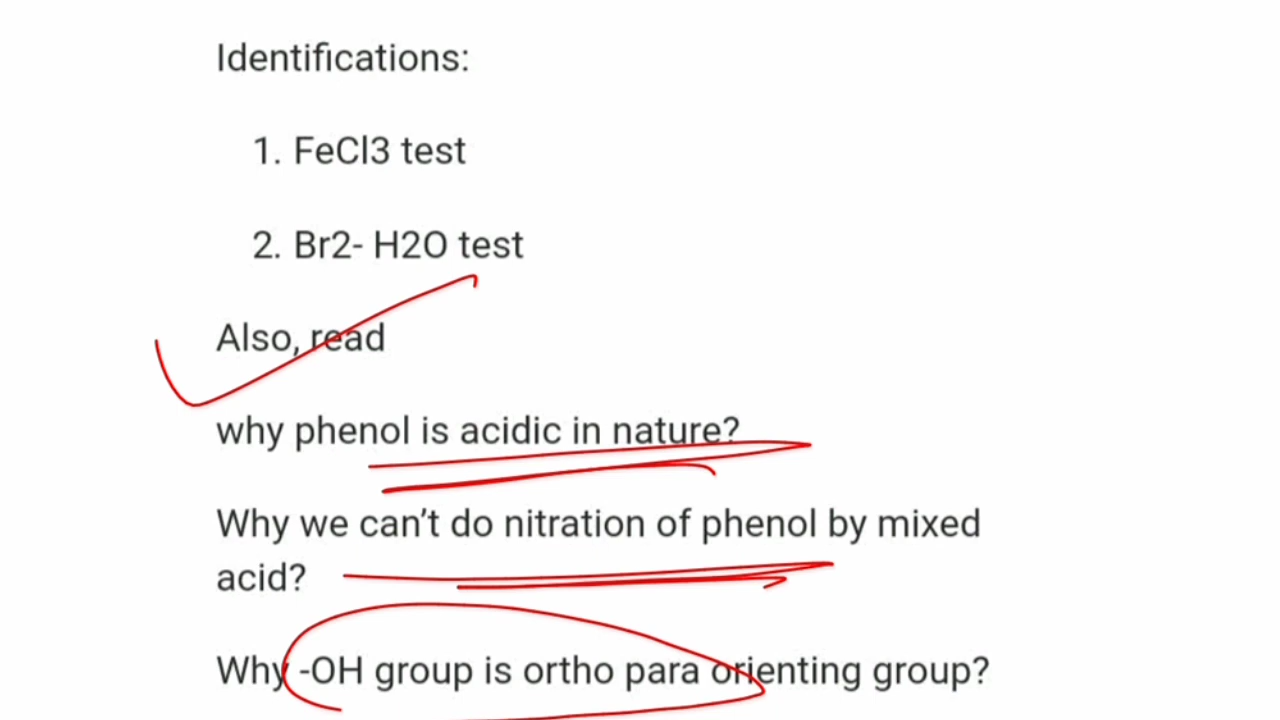 Identifications:
1. FeCl3 test
2. Br2- H2O test
Also, read
why phenol is acidic in nature?
Why we can’t do nitration of phenol by mixed
acid?
Why -OH group is ortho para orienting group?